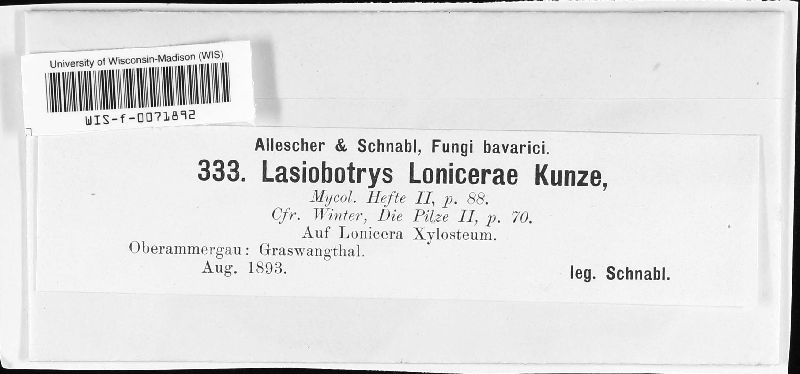 University of Wisconsin-Madison (WIS)
WIS-f-0071892
Allescher & Schnabl, Fungi bavarici.
333. Lasiobotrys Lonicerae Kunze,
Mycol. Hefte II, p. 88.
Cfr. Winter, Die Pilze II, p. 70.
Auf Lonicera Xylosteum.
Oberammergau: Graswangthal.
Aug. 1893.
leg. Schnabl.